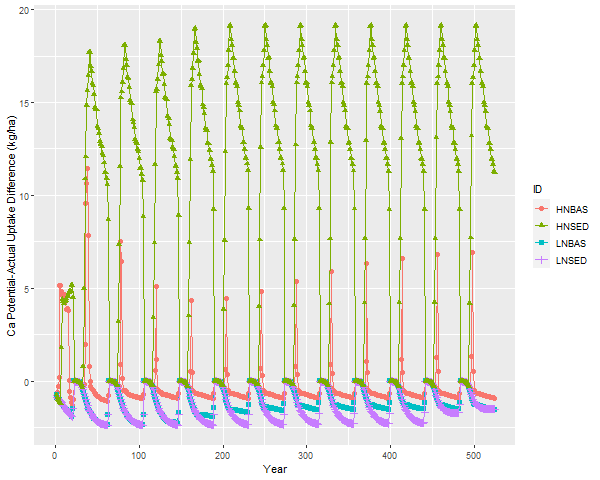 20
15
10
5
0
Ca Potential-Actual Uptake Difference (kg/ha)
0
100
200
300
400
500
Year
ID
HNBAS
HNSED
LNBAS
LNSED